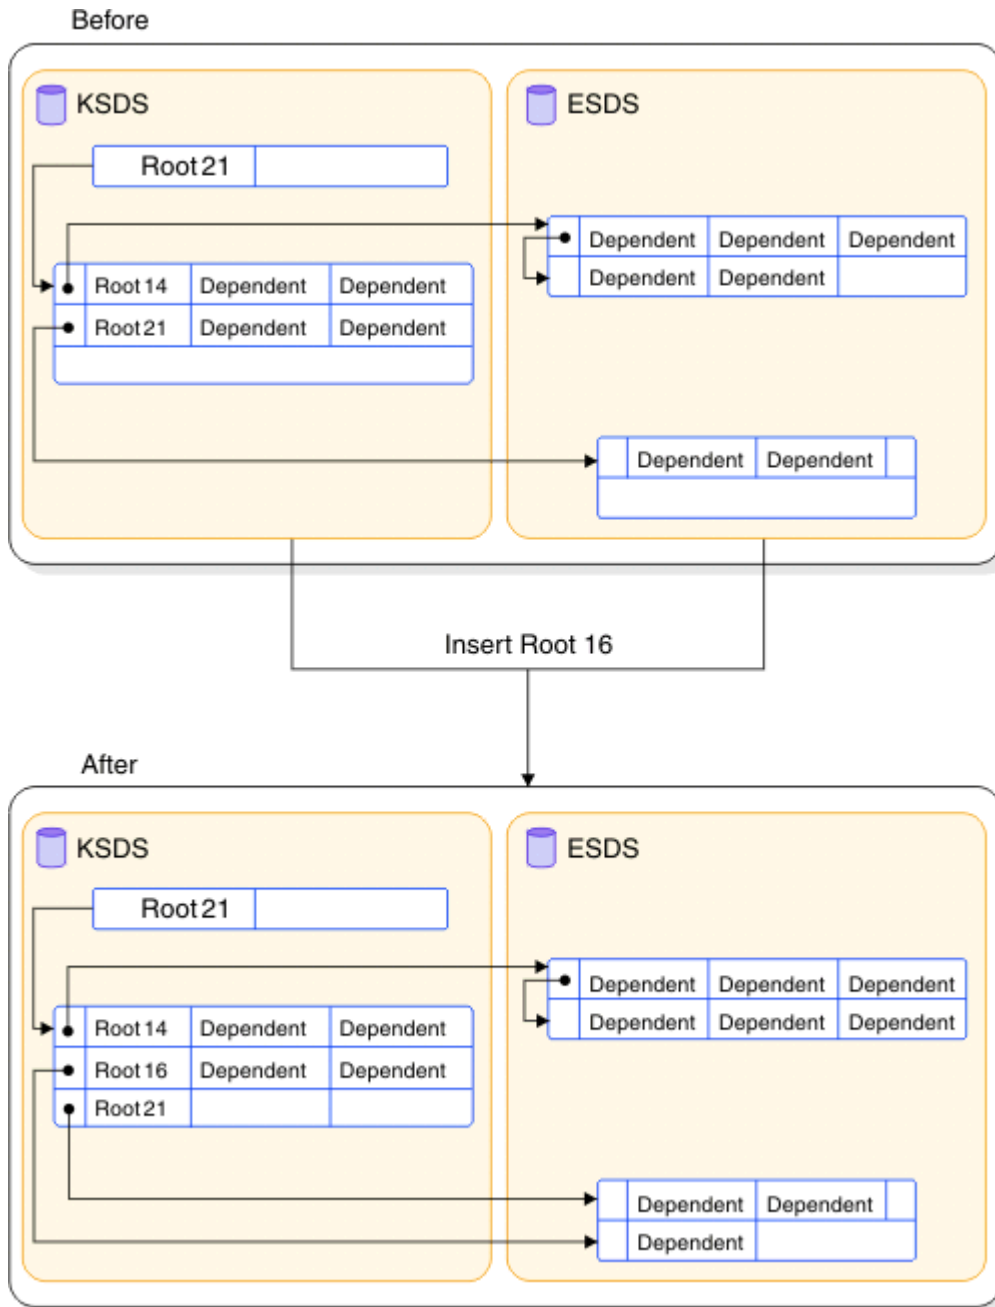 Before
KSDS
Root 21
Root 14 Dependent Dependent
Root 21 Dependent Dependent
ESDS
Dependent Dependent Dependent
Dependent Dependent
Dependent Dependent
Insert Root 16
After
KSDS
Root 21
Root 14 Dependent Dependent
Root 16 Dependent Dependent
Root 21
ESDS
Dependent Dependent Dependent
Dependent Dependent Dependent
Dependent Dependent
Dependent